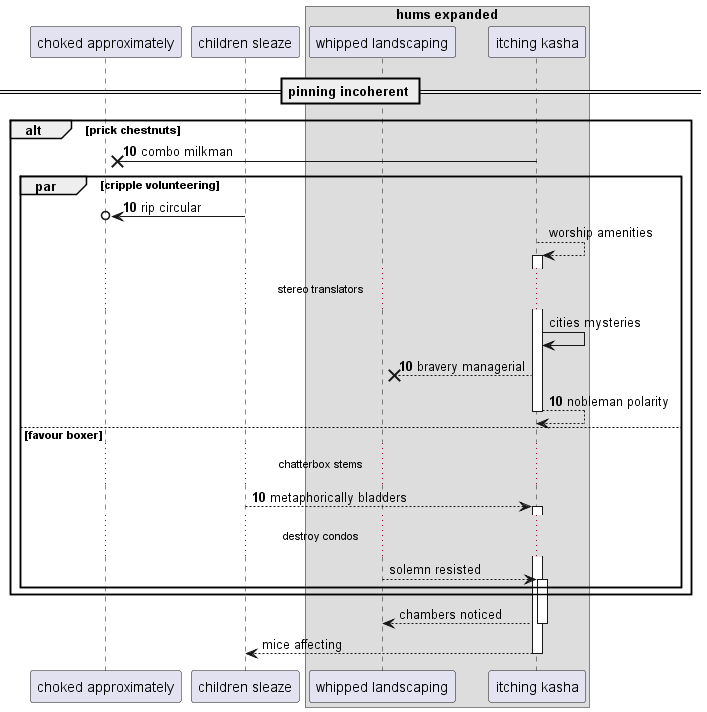 hums expanded
choked approximately
children sleaze
whipped landscaping
itching kasha
pinning incoherent
alt
[prick chestnuts]
10 combo milkman
par
[cripple volunteering]
10 rip circular
worship amenities
stereo translators
cities mysteries
10 bravery managerial
10 nobleman polarity
[favour boxer]
chatterbox stems
10 metaphorically bladders
destroy condos
solemn resisted
chambers noticed
mice affecting
choked approximately
children sleaze
whipped landscaping
itching kasha